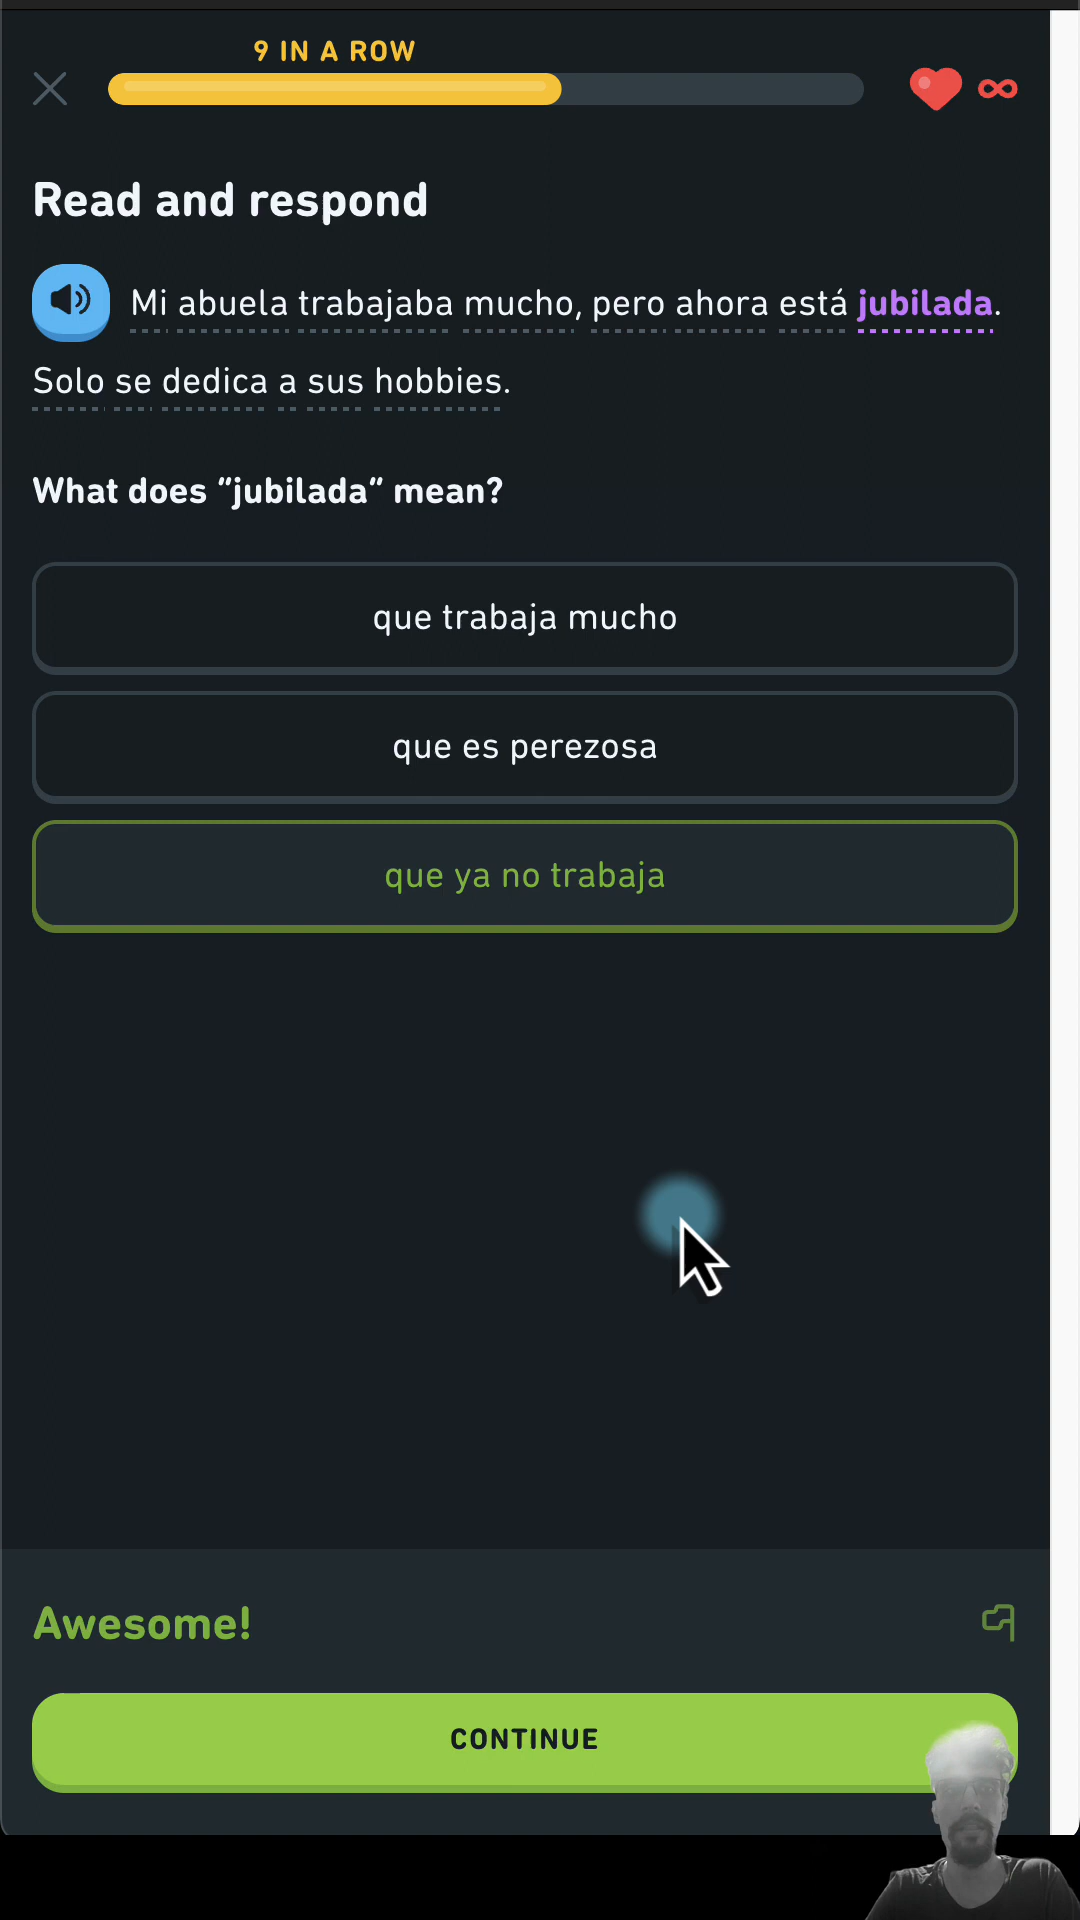 9 IN A ROW
Read and respond
Mi abuela trabajaba mucho, pero ahora está jubilada.
Solo se dedica a sus hobbies.
What does “jubilada” mean?
que trabaja mucho
que es perezosa
que ya no trabaja
Awesome!
CONTINUE